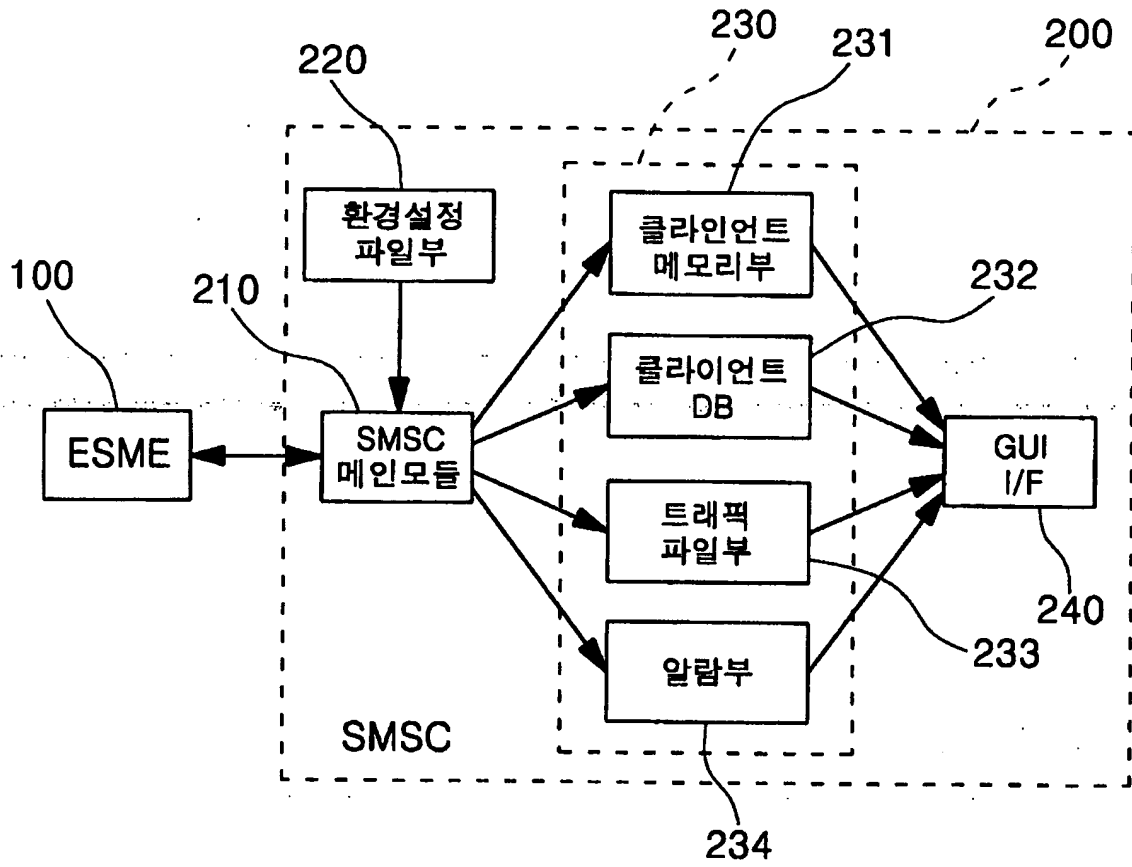 230
231
200
220
환경설정
파일부
클라인언트
메모리부
100
210
232
클라이언트
DB
ESME
SMSC
메인모듈
GUI
I/F
트래픽
파일부
240
233
알람부
SMSC
234